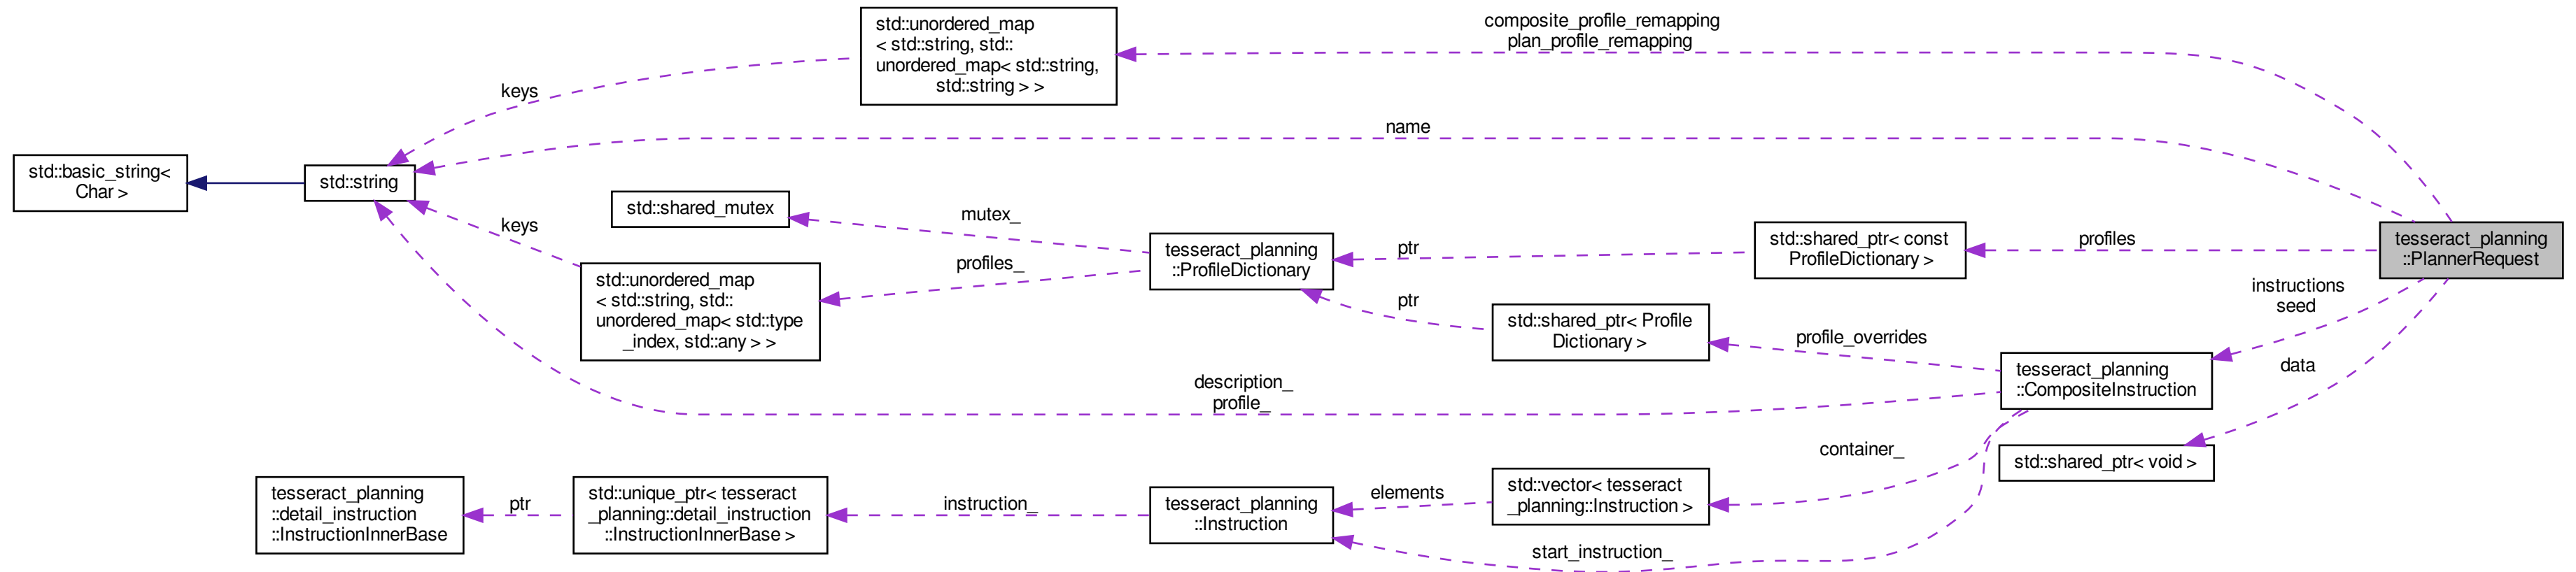 std::unordered_map
< std::string, std::
unordered_map< std::string,
std::string > >
composite_profile_remapping
plan_profile_remapping
keys
name
std::basic_string<
Char >
std::string
std::shared_mutex
mutex_
keys
tesseract_planning
::ProfileDictionary
ptr
std::shared_ptr< const
ProfileDictionary >
profiles
tesseract_planning
::PlannerRequest
profiles_
std::unordered_map
< std::string, std::
unordered_map< std::type
_index, std::any > >
ptr
std::shared_ptr< Profile
Dictionary >
profile_overrides
instructions
seed
data
tesseract_planning
::CompositeInstruction
description_
profile_
container_
std::shared_ptr< void >
tesseract_planning
::detail_instruction
::InstructionInnerBase
ptr
std::unique_ptr< tesseract
_planning::detail_instruction
::InstructionInnerBase >
instruction_
tesseract_planning
::Instruction
elements
std::vector< tesseract
_planning::Instruction >
start_instruction_